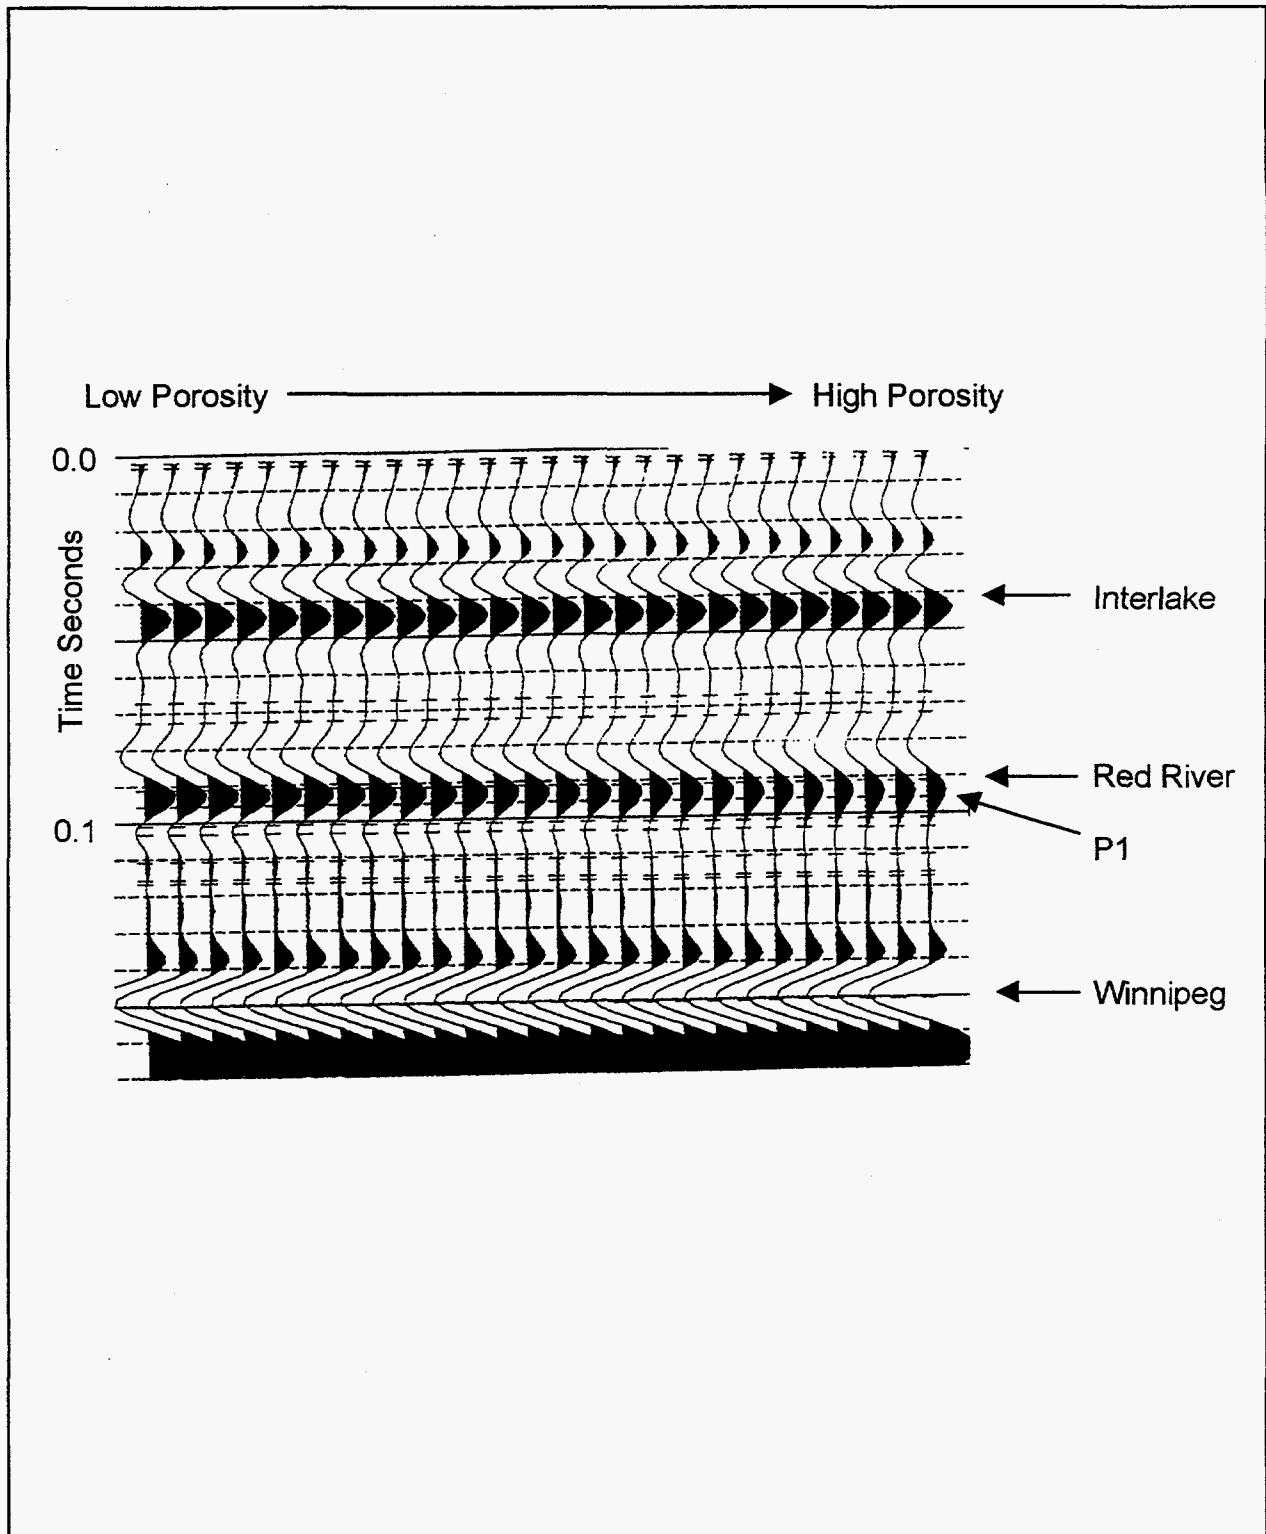 Low Porosity
High Porosity
0.0
Time Seconds
Interlake
Red River
0.1
P1
Winnipeg